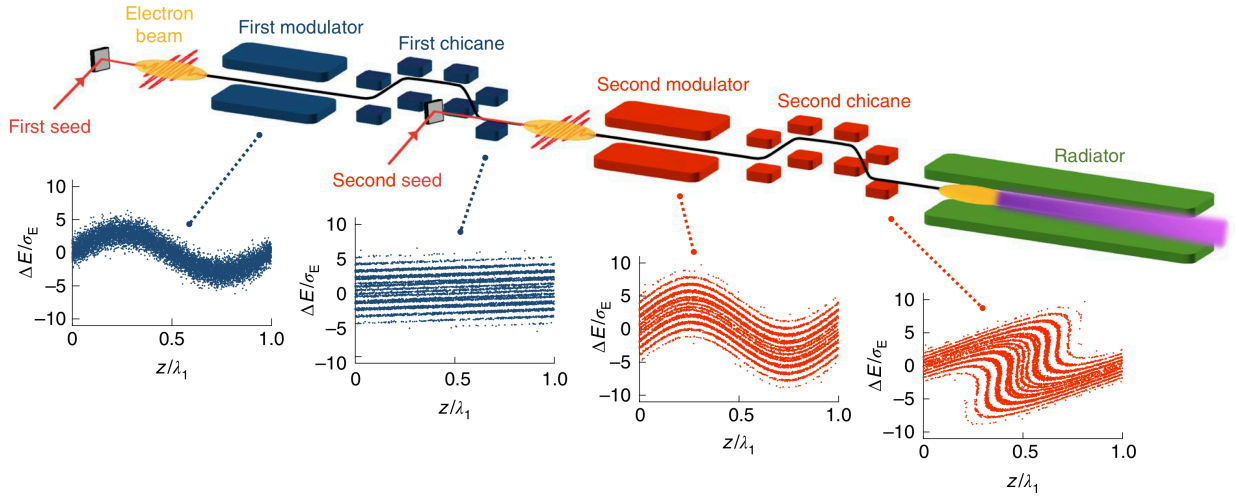 Electron
beam
First modulator
First chicane
First seed
Second seed
Second modulator
Second chicane
Radiator
10
5
0
−5
−10
ΔE/σE
0
0.5
1.0
z/λ1
10
5
0
−5
−10
ΔE/σE
0
0.5
1.0
z/λ1
10
5
0
−5
−10
ΔE/σE
0
0.5
1.0
z/λ1
10
5
0
−5
−10
ΔE/σE
0
0.5
1.0
z/λ1